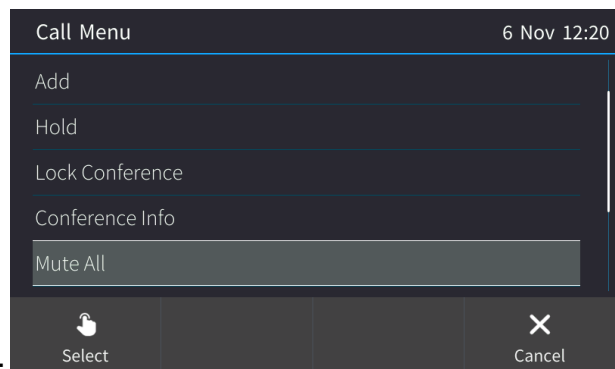 Call Menu 6 Nov 12:20
Add
Hold
Lock Conference
Conference Info
Mute All
Select Cancel